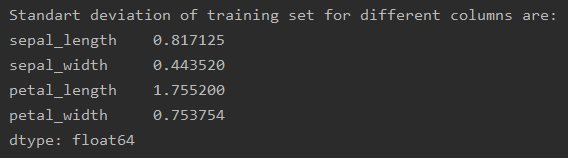 Standart deviation of training set for different columns are:
sepal_length    0.817125
sepal_width     0.443520
petal_length    1.755200
petal_width     0.753754
dtype: float64